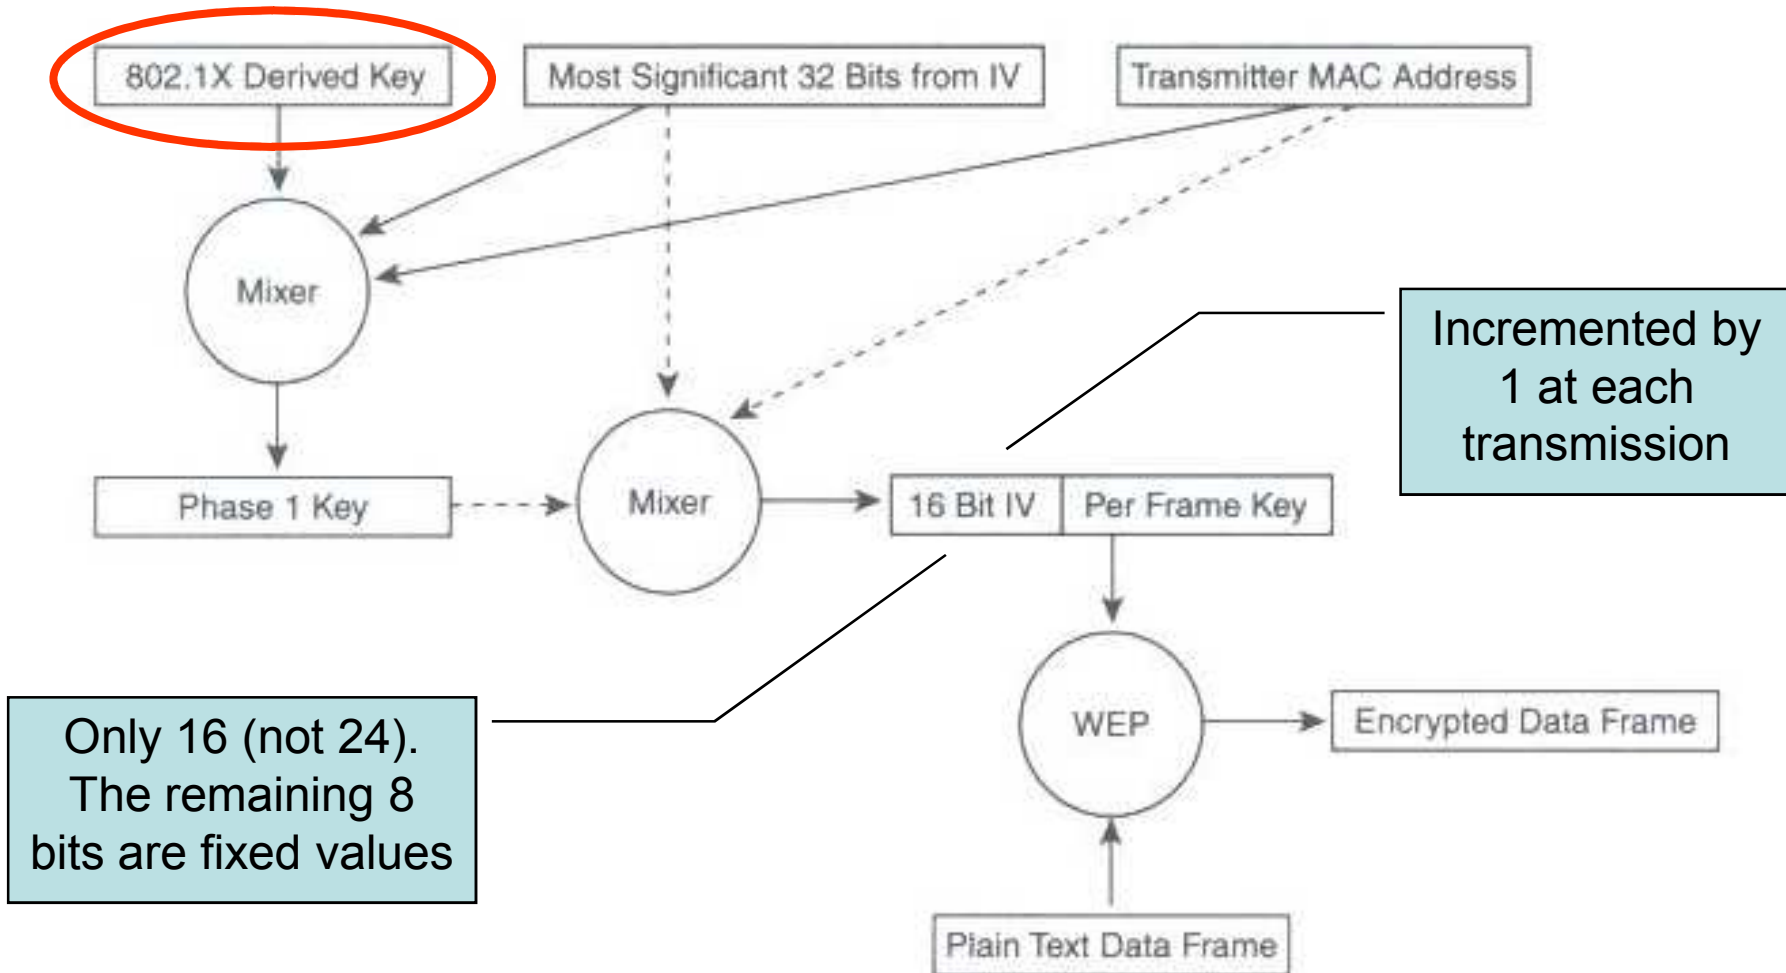 802.1X Derived Key
Most Significant 32 Bits from IV
Transmitter MAC Address
Mixer
Incremented by
1 at each
transmission
Phase 1 Key
Mixer
16 Bit IV
Per Frame Key
Only 16 (not 24).
The remaining 8
bits are fixed values
WEP
Encrypted Data Frame
Plain Text Data Frame